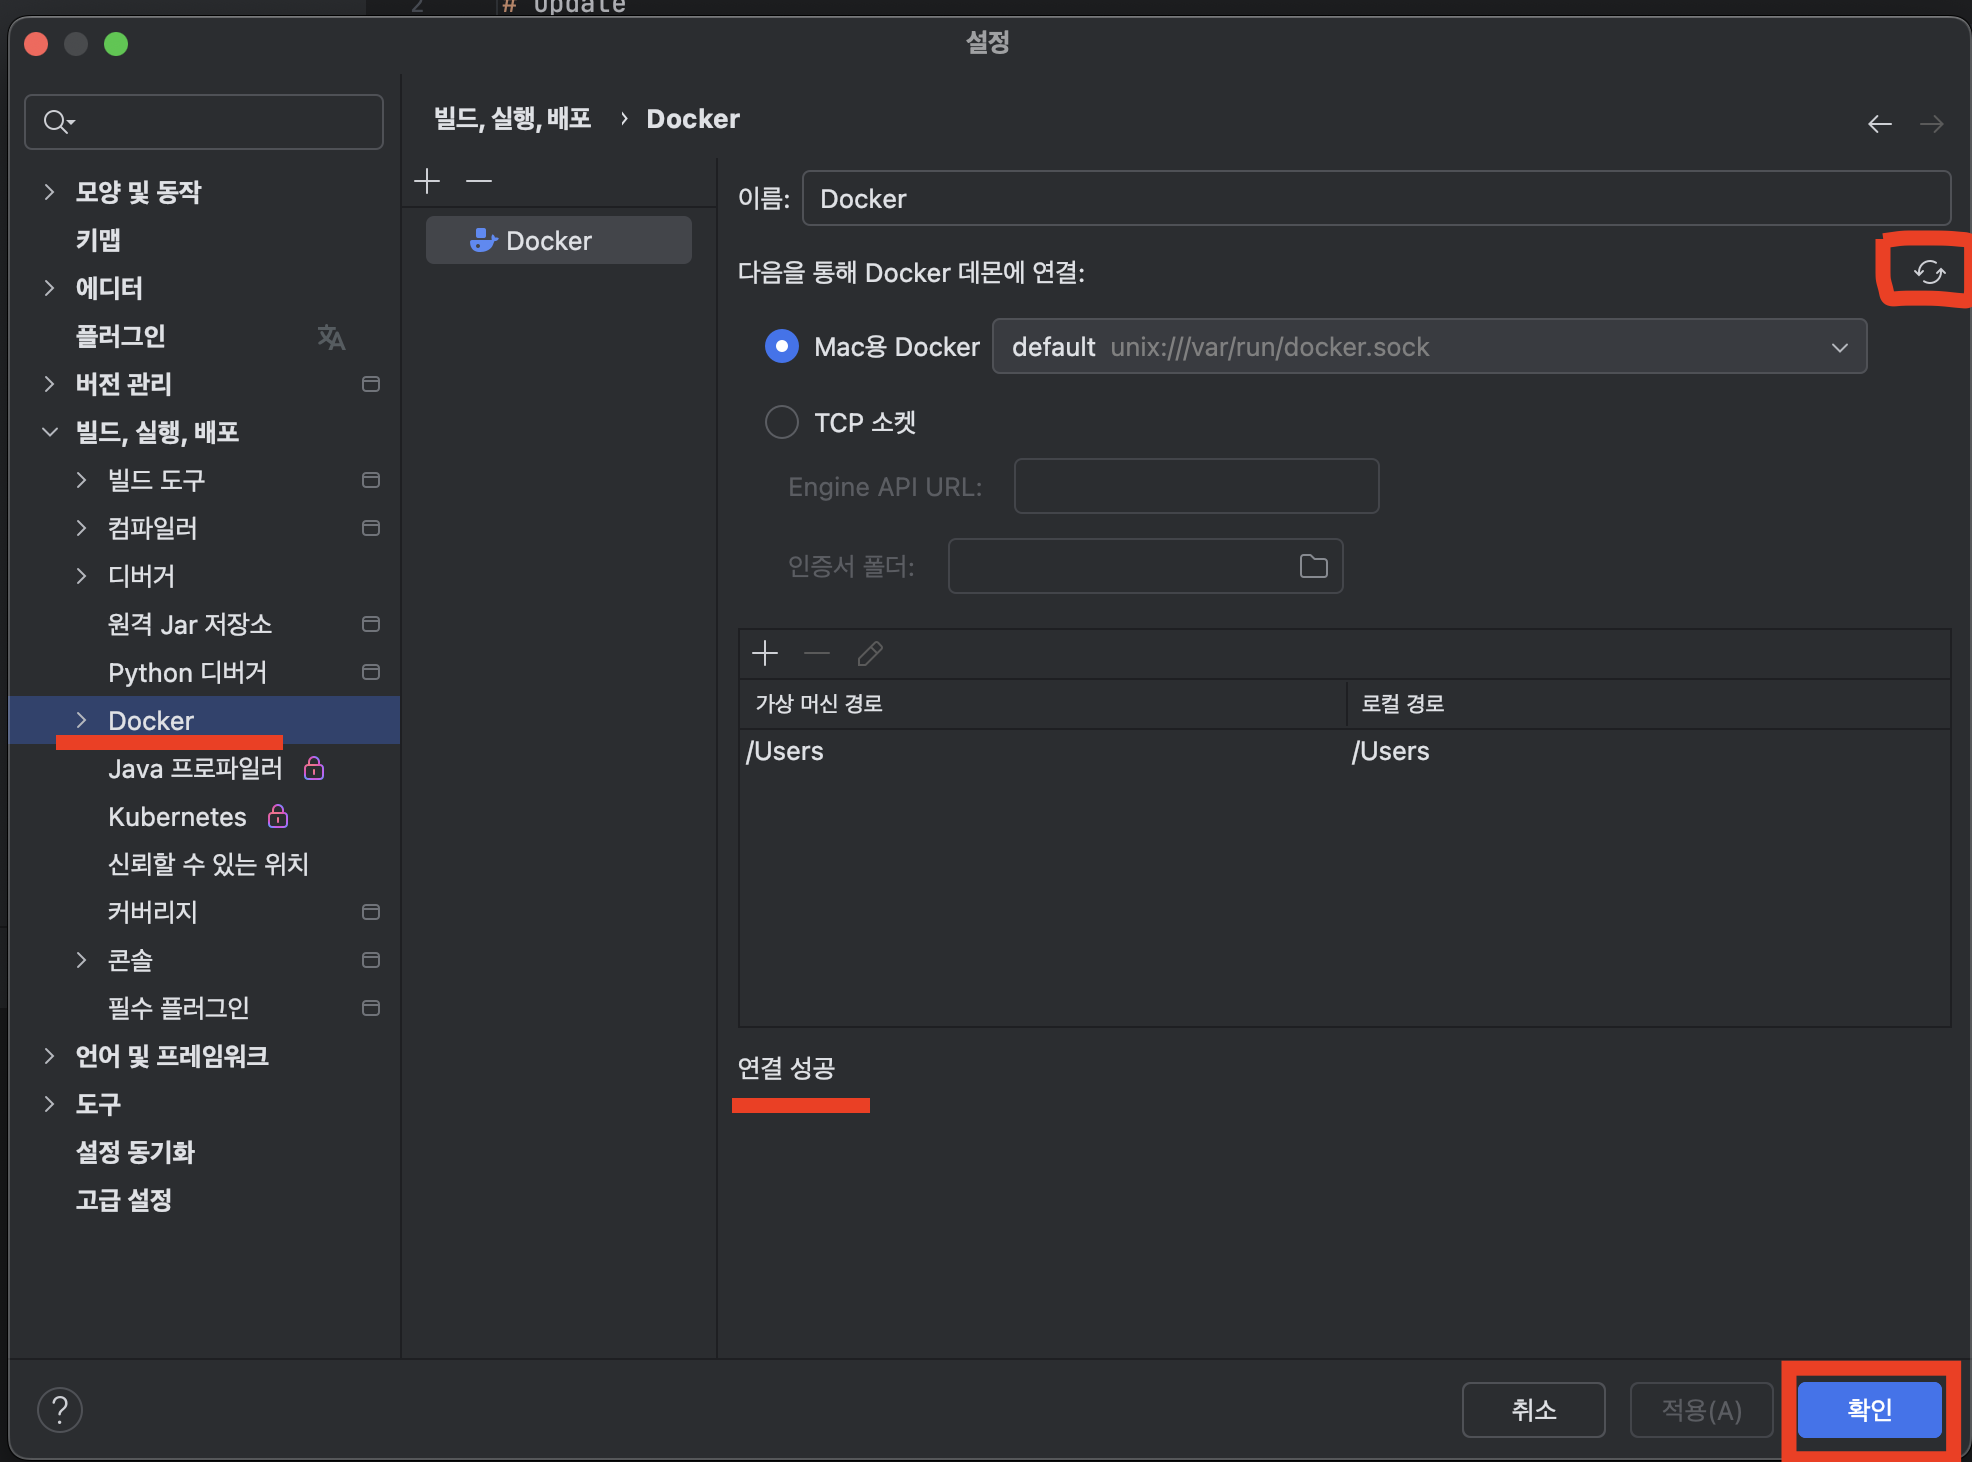 2 # Update
설정
모양 및 동작
키맵
에디터
플러그인
버전 관리
빌드, 실행, 배포
빌드 도구
컴파일러
디버거
원격 Jar 저장소
Python 디버거
Docker
Java 프로파일러
Kubernetes
신뢰할 수 있는 위치
커버리지
콘솔
필수 플러그인
언어 및 프레임워크
도구
설정 동기화
고급 설정
빌드, 실행, 배포 › Docker
Docker
이름: Docker
다음을 통해 Docker 데몬에 연결:
Mac용 Docker default unix:///var/run/docker.sock
TCP 소켓
Engine API URL:
인증서 폴더:
가상 머신 경로 로컬 경로
/Users /Users
연결 성공
? 취소 적용(A) 확인